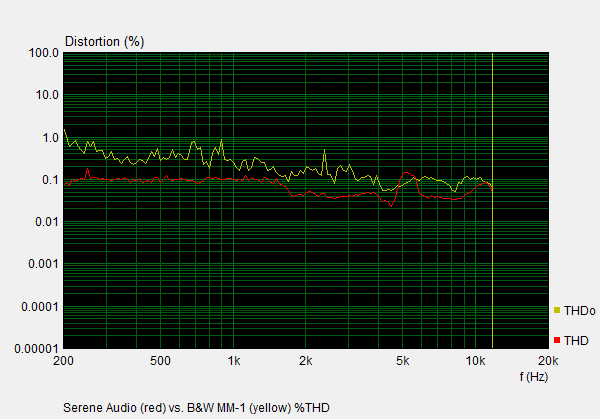 Distortion (%)
100.0
10.0
1.0
0.1
0.01
0.001
0.0001
0.00001
200 500 1k 2k 5k 10k 20k
f (Hz)
THDo
THD
Serene Audio (red) vs. B&W MM-1 (yellow) %THD